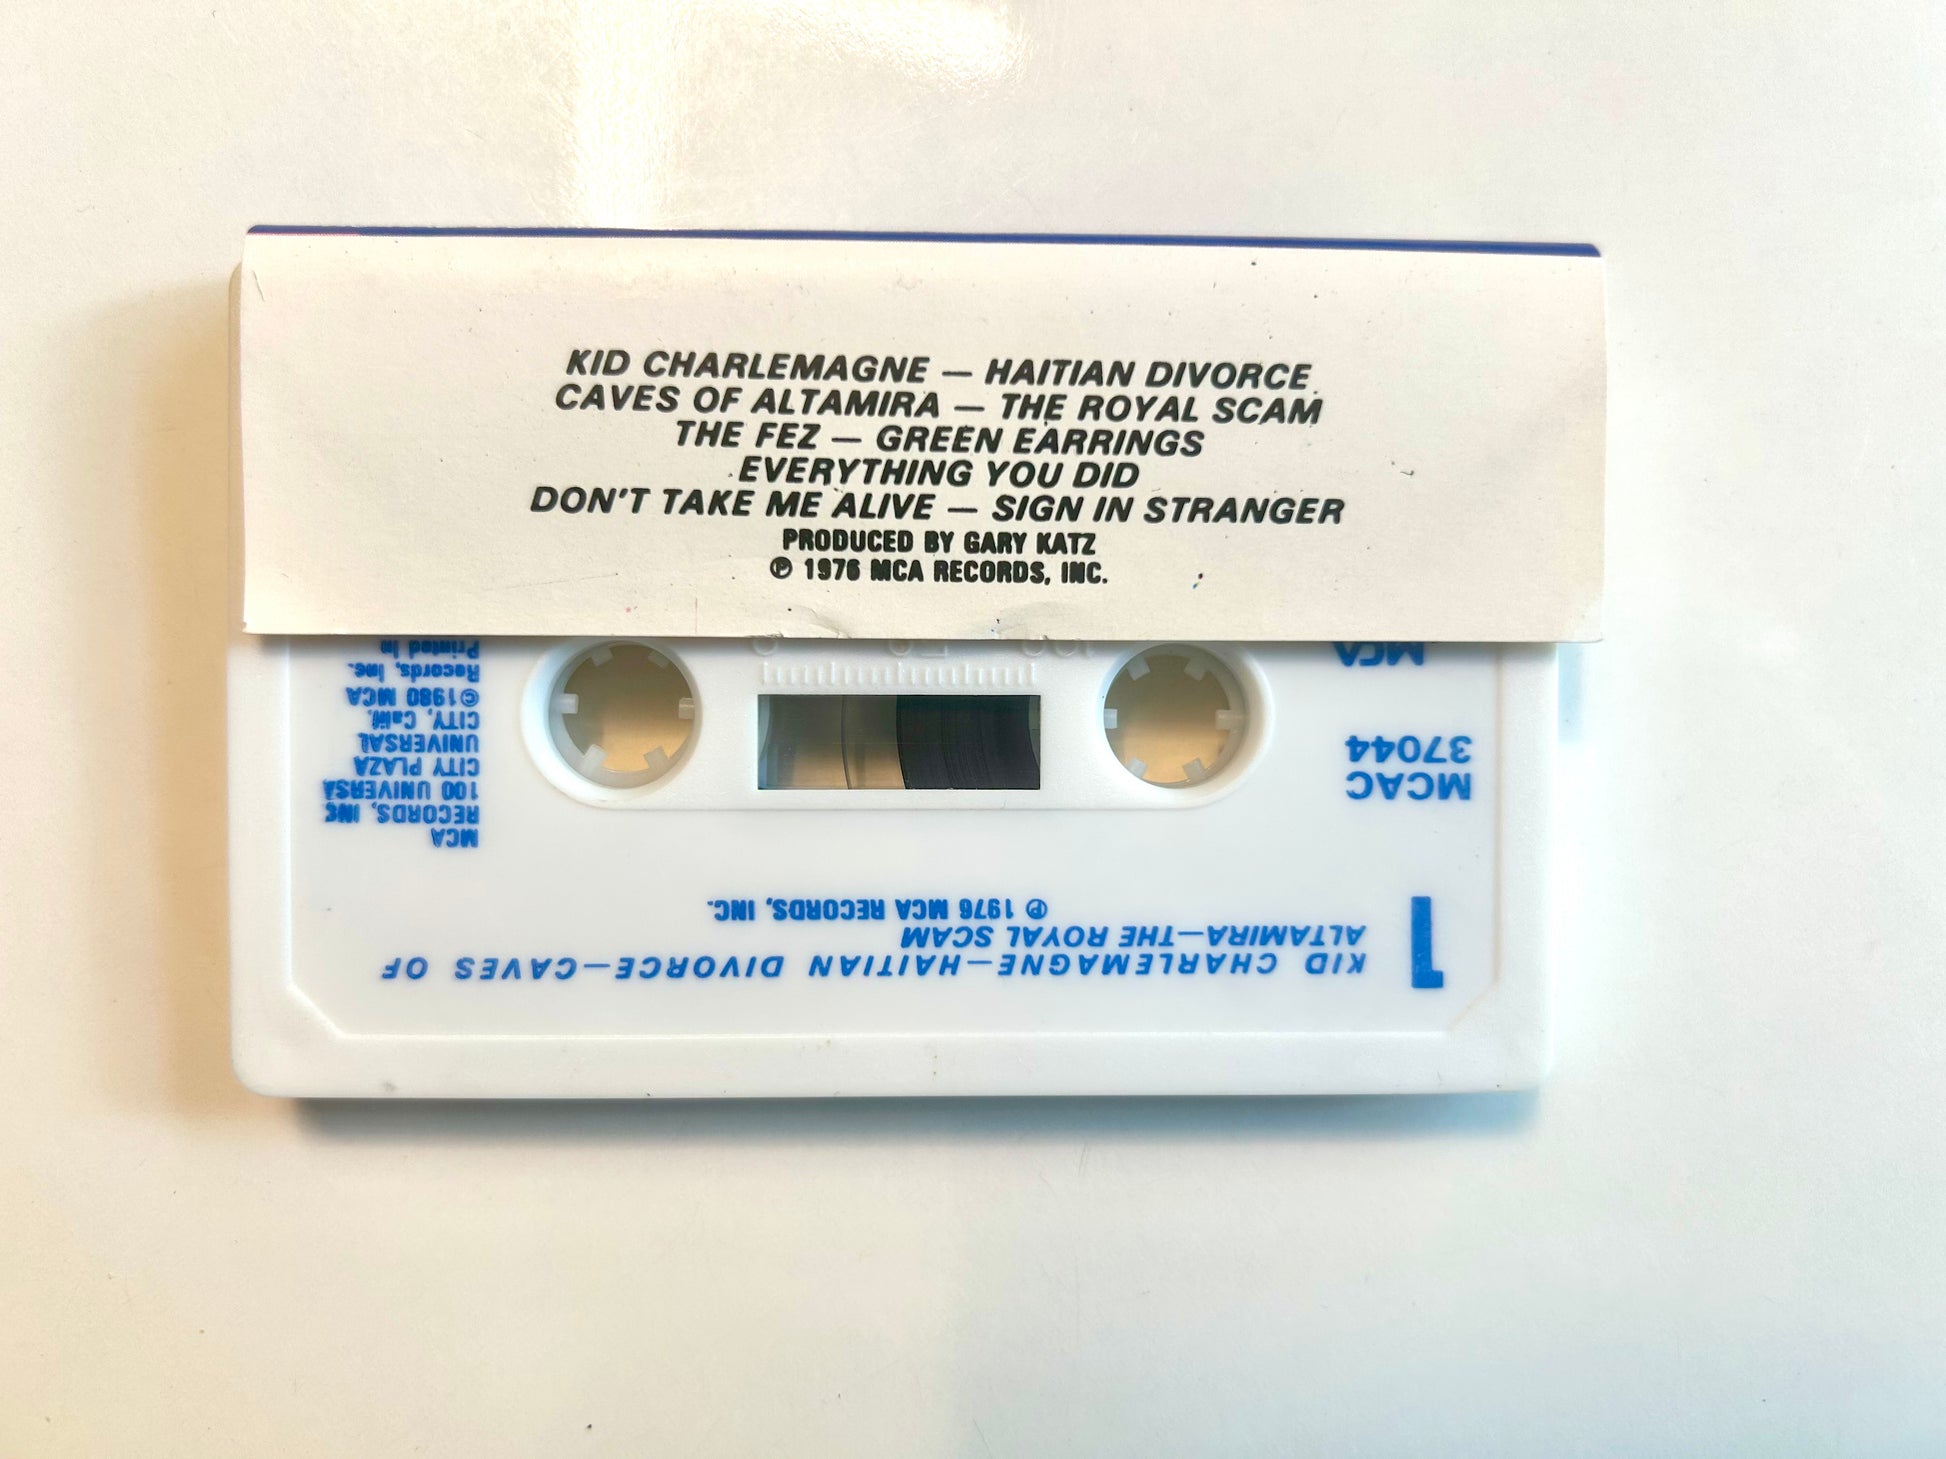 KID CHARLEMAGNE — HAITIAN DIVORCE
CAVES OF ALTAMIRA — THE ROYAL SCAM
THE FEZ — GREEN EARRINGS
EVERYTHING YOU DID
DON'T TAKE ME ALIVE — SIGN IN STRANGER
PRODUCED BY GARY KATZ
℗ 1976 MCA RECORDS, INC.
1
KID CHARLEMAGNE—HAITIAN DIVORCE—CAVES OF
ALTAMIRA—THE ROYAL SCAM
℗ 1976 MCA RECORDS, INC.
MCAC
37044
MCA
MCA
RECORDS, INC
100 UNIVERSA
CITY PLAZA
UNIVERSAL
CITY, Calif.
©1980 MCA
Records, Inc.
Printed In